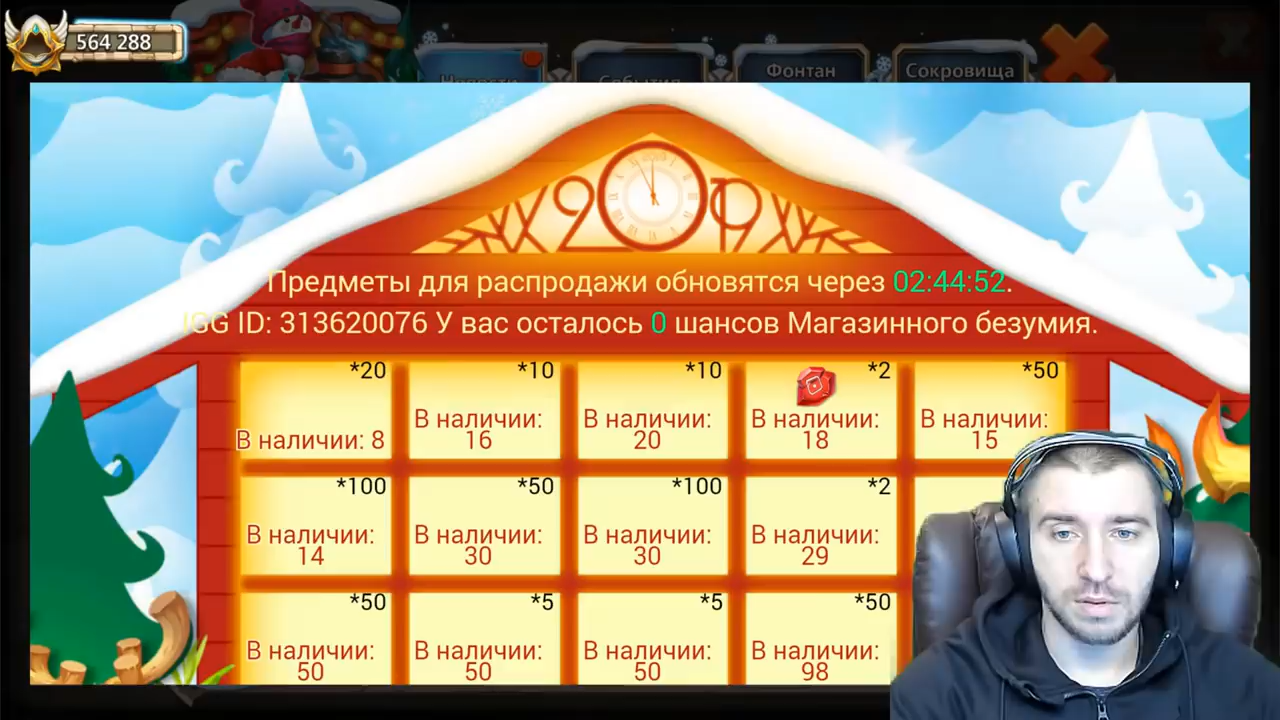 564 288
Новости
События
Фонтан
Сокровища
2019
Предметы для распродажи обновятся через 02:44:52.
IGG ID: 313620076 У вас осталось 0 шансов Магазинного безумия.
*20 *10 *10 *2 *50
В наличии: 8 В наличии: 16 В наличии: 20 В наличии: 18 В наличии: 15
*100 *50 *100 *2
В наличии: 14 В наличии: 30 В наличии: 30 В наличии: 29
*50 *5 *5 *50
В наличии: 50 В наличии: 50 В наличии: 50 В наличии: 98